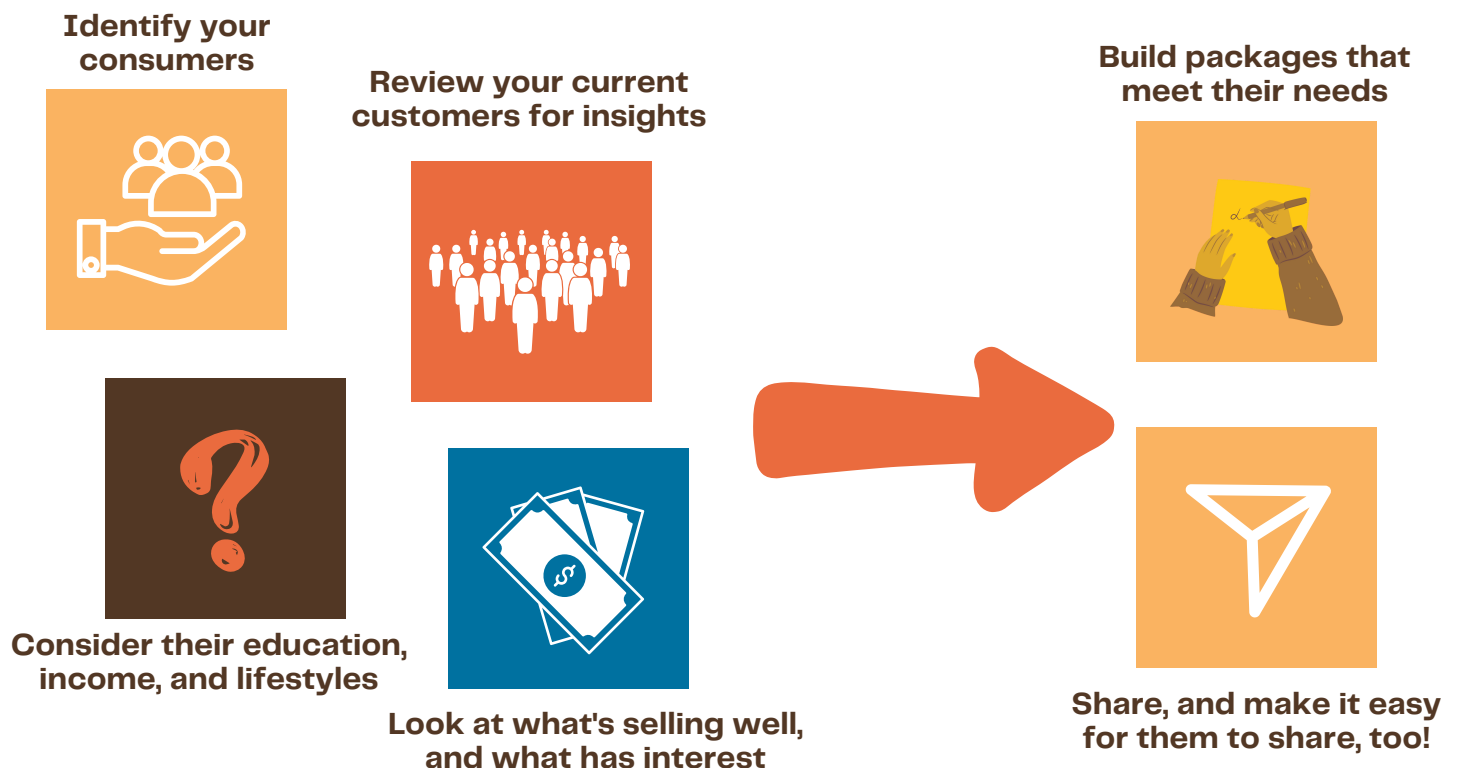 Identify your
consumers
Review your current
customers for insights
Consider their education,
income, and lifestyles
Look at what's selling well,
and what has interest
Build packages that
meet their needs
Share, and make it easy
for them to share, too!